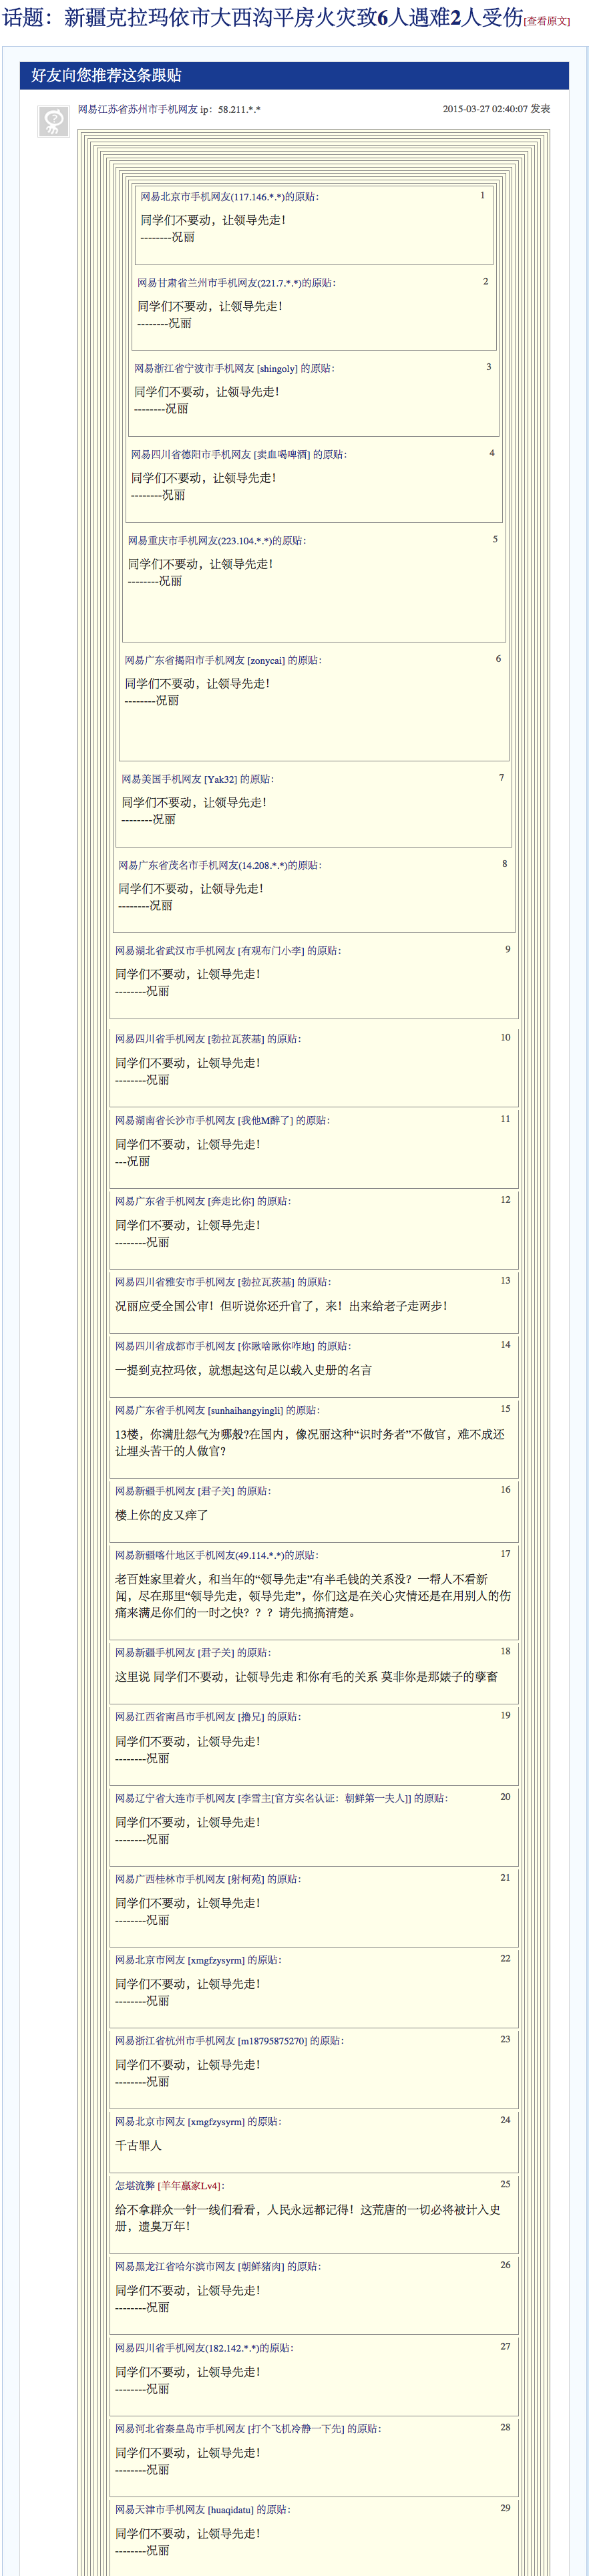 话题：新疆克拉玛依市大西沟平房火灾致6人遇难2人受伤[查看原文]
好友向您推荐这条跟贴
网易江苏省苏州市手机网友 ip：58.211.*.*
2015-03-27 02:40:07 发表
网易北京市手机网友(117.146.*.*)的原贴：
1
同学们不要动，让领导先走！
--------况丽
网易甘肃省兰州市手机网友(221.7.*.*)的原贴：
2
同学们不要动，让领导先走！
--------况丽
网易浙江省宁波市手机网友 [shingoly] 的原贴：
3
同学们不要动，让领导先走！
--------况丽
网易四川省德阳市手机网友 [卖血喝啤酒] 的原贴：
4
同学们不要动，让领导先走！
--------况丽
网易重庆市手机网友(223.104.*.*)的原贴：
5
同学们不要动，让领导先走！
--------况丽
网易广东省揭阳市手机网友 [zonycai] 的原贴：
6
同学们不要动，让领导先走！
--------况丽
网易美国手机网友 [Yak32] 的原贴：
7
同学们不要动，让领导先走！
--------况丽
网易广东省茂名市手机网友(14.208.*.*)的原贴：
8
同学们不要动，让领导先走！
--------况丽
网易湖北省武汉市手机网友 [有观布门小李] 的原贴：
9
同学们不要动，让领导先走！
--------况丽
网易四川省手机网友 [勃拉瓦茨基] 的原贴：
10
同学们不要动，让领导先走！
--------况丽
网易湖南省长沙市手机网友 [我他M醉了] 的原贴：
11
同学们不要动，让领导先走！
---况丽
网易广东省手机网友 [奔走比你] 的原贴：
12
同学们不要动，让领导先走！
--------况丽
网易四川省雅安市手机网友 [勃拉瓦茨基] 的原贴：
13
况丽应受全国公审！但听说你还升官了，来！出来给老子走两步！
网易四川省成都市手机网友 [你瞅啥瞅你咋地] 的原贴：
14
一提到克拉玛依，就想起这句足以载入史册的名言
网易广东省手机网友 [sunhaihangyingli] 的原贴：
15
13楼，你满肚怨气为哪般?在国内，像况丽这种“识时务者”不做官，难不成还
让埋头苦干的人做官?
网易新疆手机网友 [君子关] 的原贴：
16
楼上你的皮又痒了
网易新疆喀什地区手机网友(49.114.*.*)的原贴：
17
老百姓家里着火，和当年的“领导先走”有半毛钱的关系没？一帮人不看新
闻，尽在那里“领导先走，领导先走”，你们这是在关心灾情还是在用别人的伤
痛来满足你们的一时之快？？？请先搞搞清楚。
网易新疆手机网友 [君子关] 的原贴：
18
这里说 同学们不要动，让领导先走 和你有毛的关系 莫非你是那婊子的孽畜
网易江西省南昌市手机网友 [撸兄] 的原贴：
19
同学们不要动，让领导先走！
--------况丽
网易辽宁省大连市手机网友 [李雪主[官方实名认证：朝鲜第一夫人]] 的原贴：
20
同学们不要动，让领导先走！
--------况丽
网易广西桂林市手机网友 [射柯苑] 的原贴：
21
同学们不要动，让领导先走！
--------况丽
网易北京市网友 [xmgfzysyrm] 的原贴：
22
同学们不要动，让领导先走！
--------况丽
网易浙江省杭州市手机网友 [m18795875270] 的原贴：
23
同学们不要动，让领导先走！
--------况丽
网易北京市网友 [xmgfzysyrm] 的原贴：
24
千古罪人
怎堪流弊 [羊年赢家Lv4]：
25
给不拿群众一针一线们看看，人民永远都记得！这荒唐的一切必将被计入史
册，遗臭万年！
网易黑龙江省哈尔滨市网友 [朝鲜猪肉] 的原贴：
26
同学们不要动，让领导先走！
--------况丽
网易四川省手机网友(182.142.*.*)的原贴：
27
同学们不要动，让领导先走！
--------况丽
网易河北省秦皇岛市手机网友 [打个飞机冷静一下先] 的原贴：
28
同学们不要动，让领导先走！
--------况丽
网易天津市手机网友 [huaqidatu] 的原贴：
29
同学们不要动，让领导先走！
--------况丽